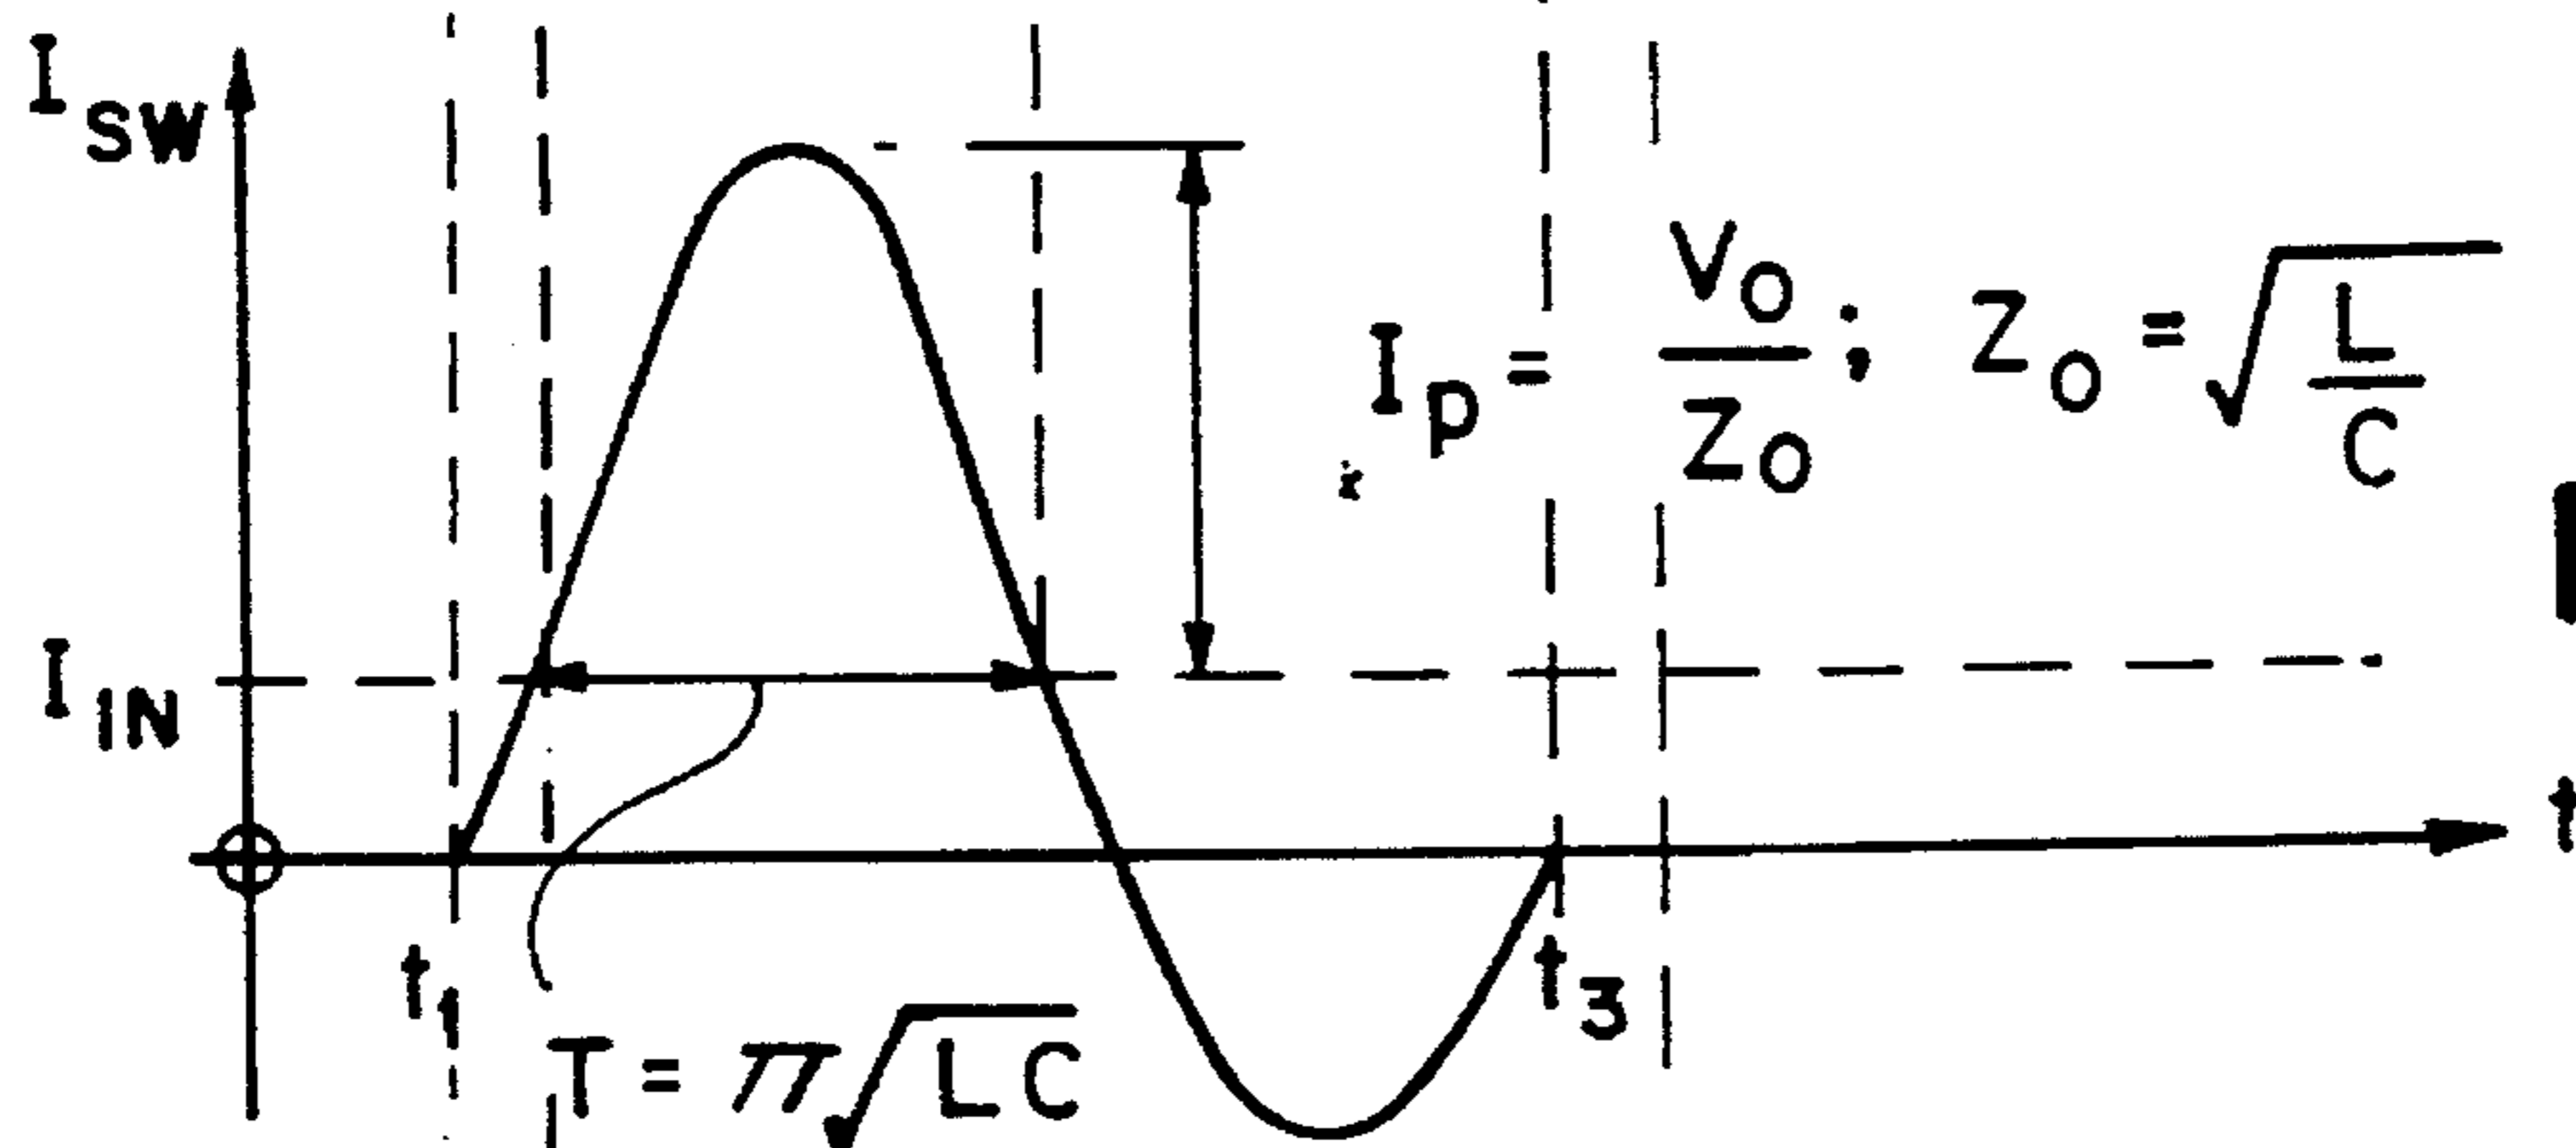 I_SW
I_P = V_O / Z_O ; Z_O = √(L / C)
I_IN
t
t_1
t_3
T = π√LC